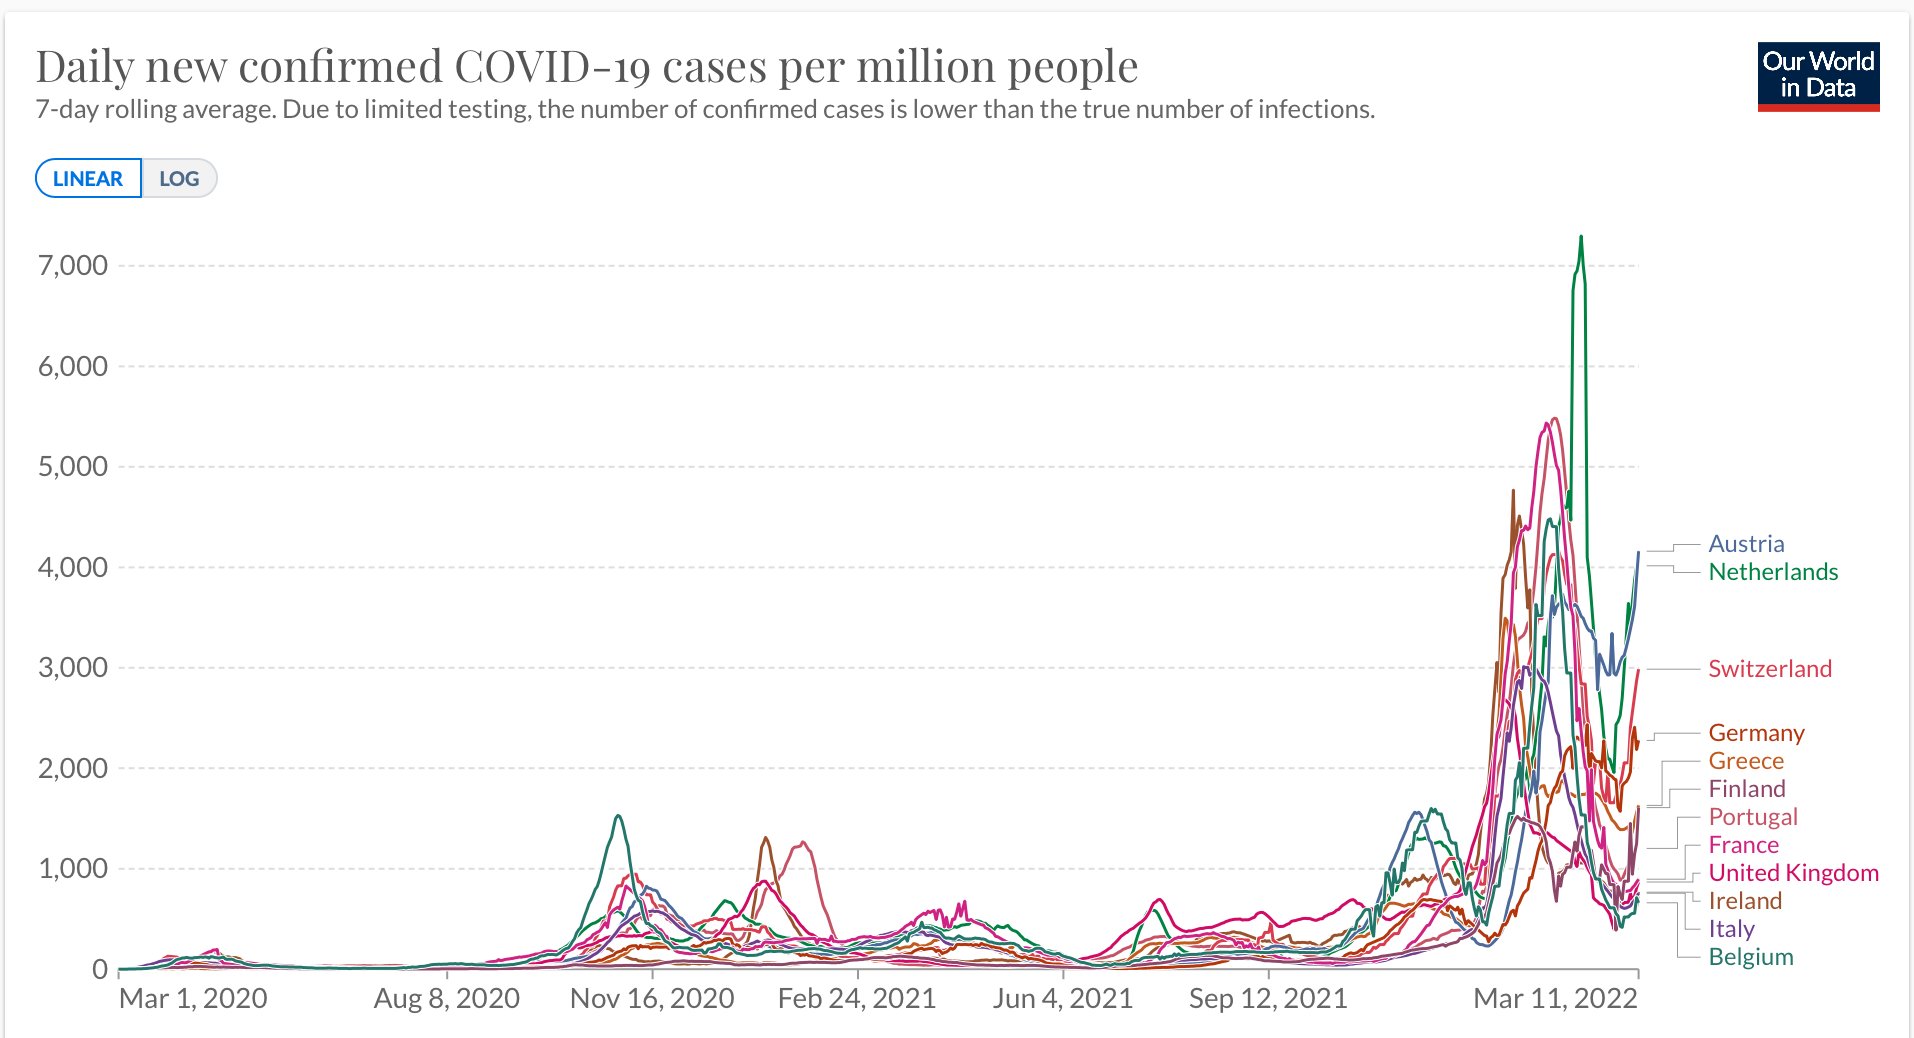 Daily new confirmed COVID-19 cases per million people
7-day rolling average. Due to limited testing, the number of confirmed cases is lower than the true number of infections.
Our World
in Data
LINEAR
LOG
7,000
6,000
5,000
4,000
3,000
2,000
1,000
0
Mar 1, 2020
Aug 8, 2020
Nov 16, 2020
Feb 24, 2021
Jun 4, 2021
Sep 12, 2021
Mar 11, 2022
Austria
Netherlands
Switzerland
Germany
Greece
Finland
Portugal
France
United Kingdom
Ireland
Italy
Belgium